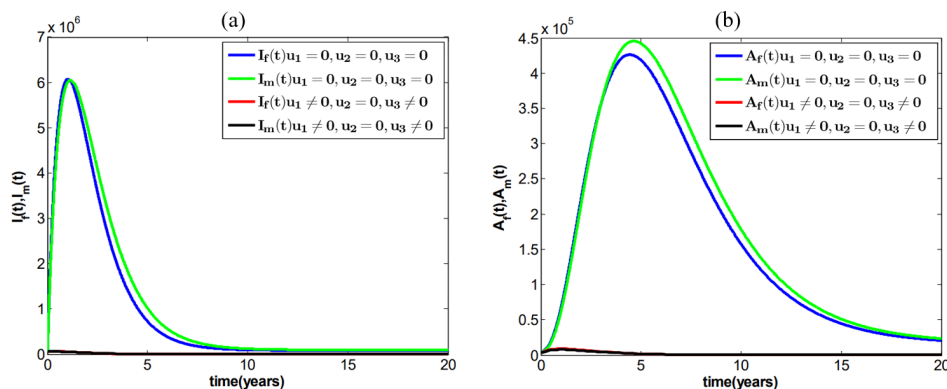 (a)
x 10^6
I_f(t)u_1 = 0, u_2 = 0, u_3 = 0
I_m(t)u_1 = 0, u_2 = 0, u_3 = 0
I_f(t)u_1 ≠ 0, u_2 = 0, u_3 ≠ 0
I_m(t)u_1 ≠ 0, u_2 = 0, u_3 ≠ 0
I_f(t),I_m(t)
7
6
5
4
3
2
1
0
0 5 10 15 20
time(years)
(b)
x 10^5
A_f(t)u_1 = 0, u_2 = 0, u_3 = 0
A_m(t)u_1 = 0, u_2 = 0, u_3 = 0
A_f(t)u_1 ≠ 0, u_2 = 0, u_3 ≠ 0
A_m(t)u_1 ≠ 0, u_2 = 0, u_3 ≠ 0
A_f(t),A_m(t)
4.5
4
3.5
3
2.5
2
1.5
1
0.5
0
0 5 10 15 20
time(years)